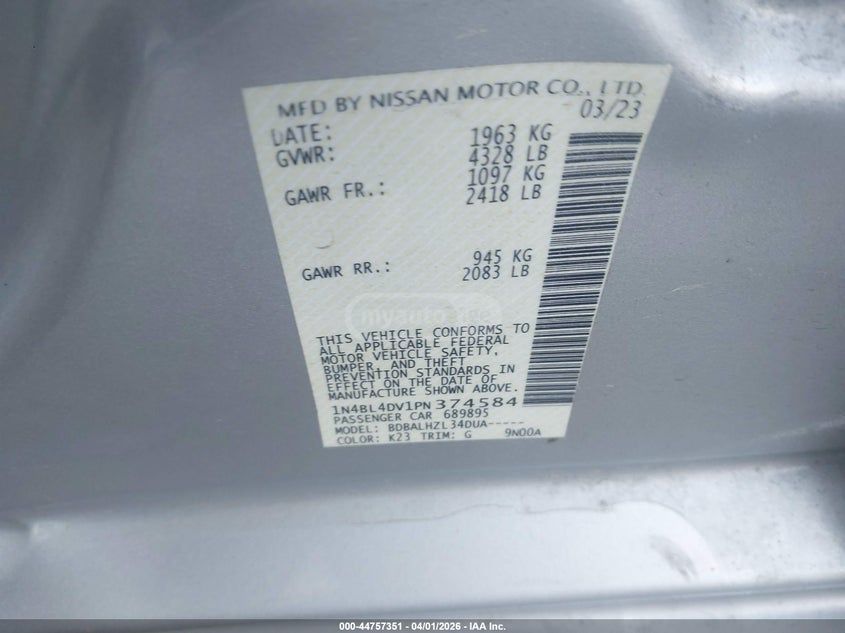 MFD BY NISSAN MOTOR CO., LTD.
DATE: 03/23
GVWR: 1963 KG
4328 LB
GAWR FR.: 1097 KG
2418 LB
GAWR RR.: 945 KG
2083 LB
myauto
THIS VEHICLE CONFORMS TO
ALL APPLICABLE FEDERAL
MOTOR VEHICLE SAFETY,
BUMPER, AND THEFT
PREVENTION STANDARDS IN
EFFECT ON THE DATE OF
MANUFACTURE SHOWN ABOVE.
1N4BL4DV1PN374584
PASSENGER CAR 689895
MODEL: BDBALHZL34DUA-----
COLOR: K23 TRIM: G 9N00A
000-44757351 - 04/01/2026 - IAA Inc.